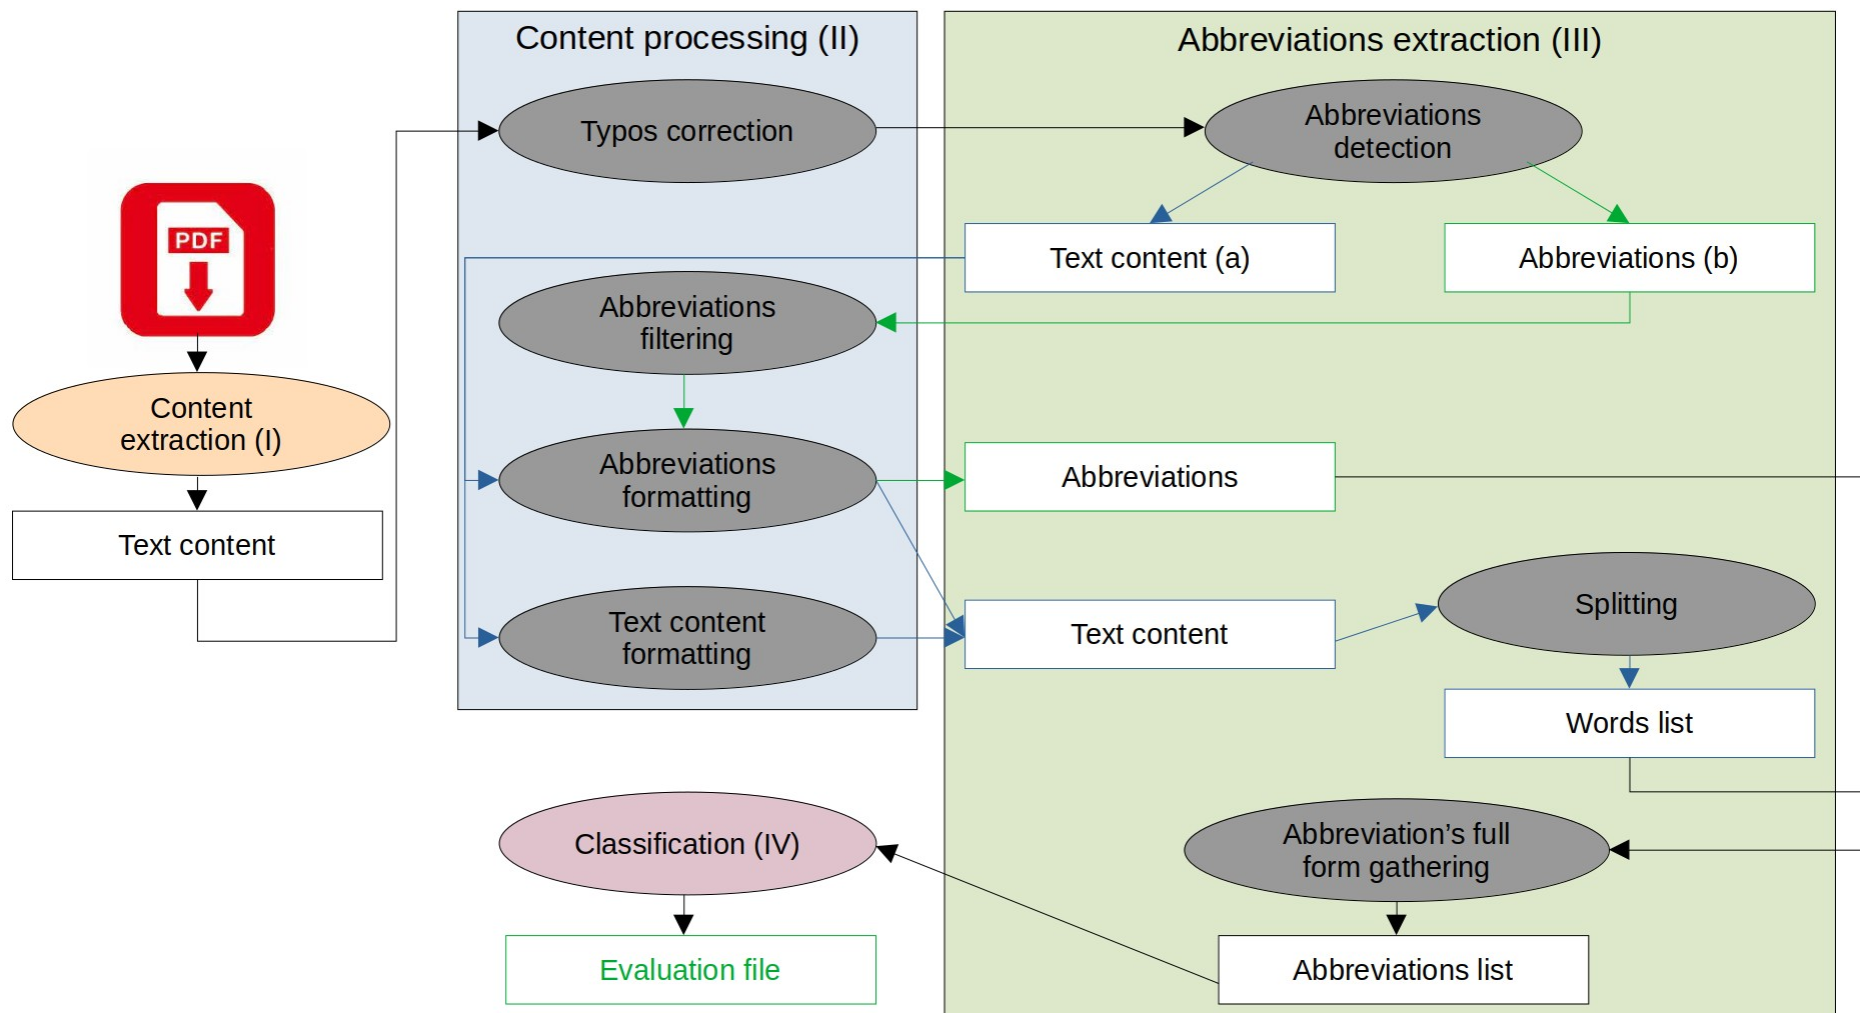 Content processing (II)
Abbreviations extraction (III)
Typos correction
Abbreviations
detection
PDF
Text content (a)
Abbreviations (b)
Abbreviations
filtering
Content
extraction (I)
Abbreviations
formatting
Abbreviations
Text content
Text content
formatting
Text content
Splitting
Words list
Classification (IV)
Abbreviation’s full
form gathering
Evaluation file
Abbreviations list